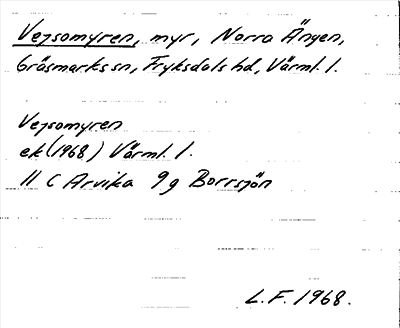 Vejsomyren, myr, Norra Ängen,
Gräsmarks sn, Fryksdals hd, Värml. l.
Vejsomyren
ek (1968) Värml. l.
11 C Arvika 9 g Borrsjön
L.F. 1968.